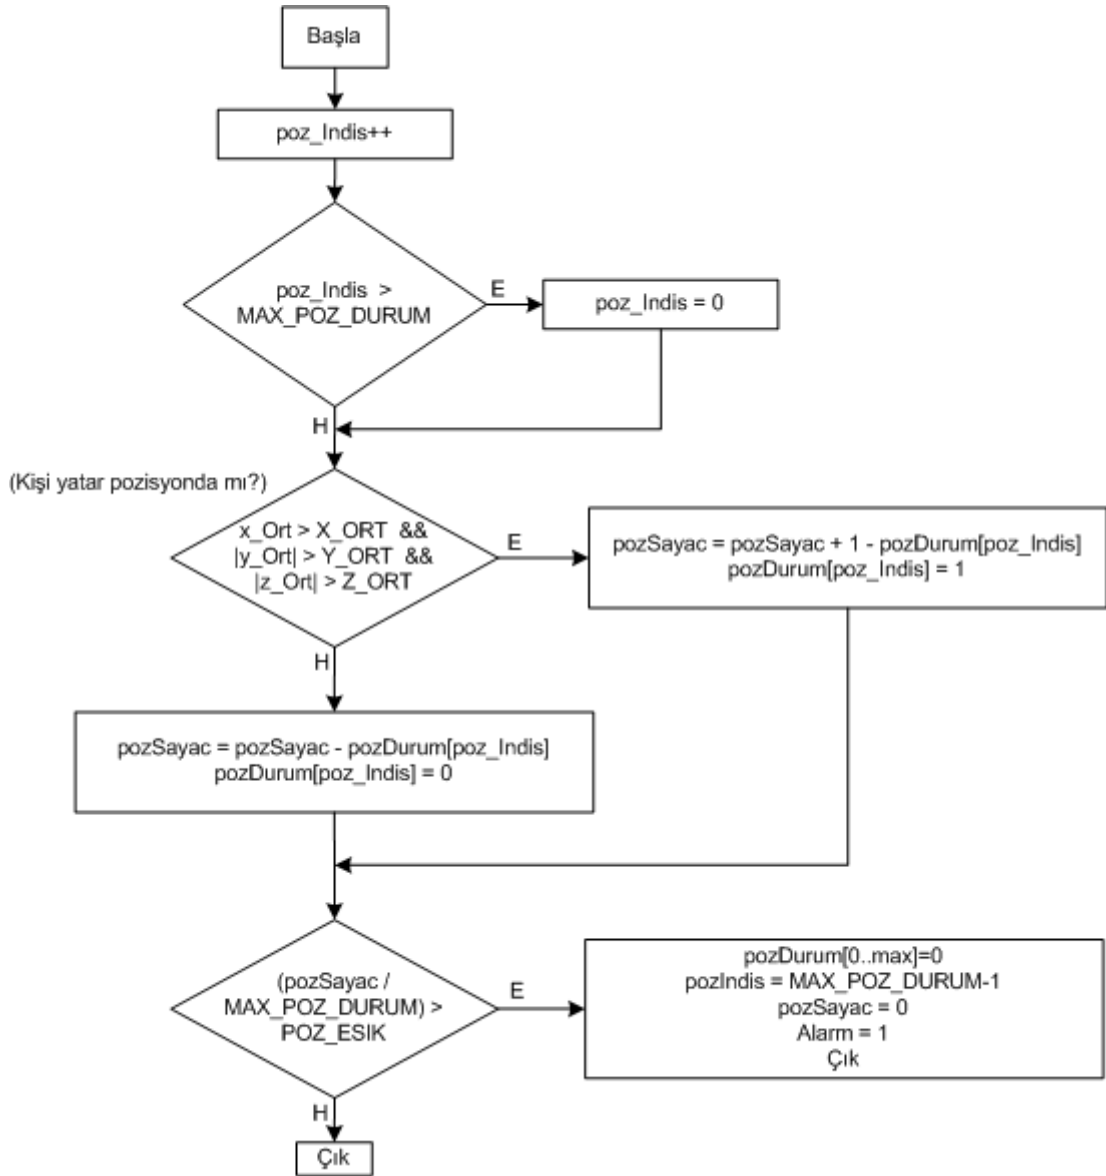 Başla
poz_Indis++
poz_Indis >
MAX_POZ_DURUM
E
poz_Indis = 0
H
(Kişi yatar pozisyonda mı?)
x_Ort > X_ORT &&
|y_Ort| > Y_ORT &&
|z_Ort| > Z_ORT
E
pozSayac = pozSayac + 1 - pozDurum[poz_Indis]
pozDurum[poz_Indis] = 1
H
pozSayac = pozSayac - pozDurum[poz_Indis]
pozDurum[poz_Indis] = 0
(pozSayac /
MAX_POZ_DURUM) >
POZ_ESIK
E
pozDurum[0..max]=0
pozIndis = MAX_POZ_DURUM-1
pozSayac = 0
Alarm = 1
Çık
H
Çık